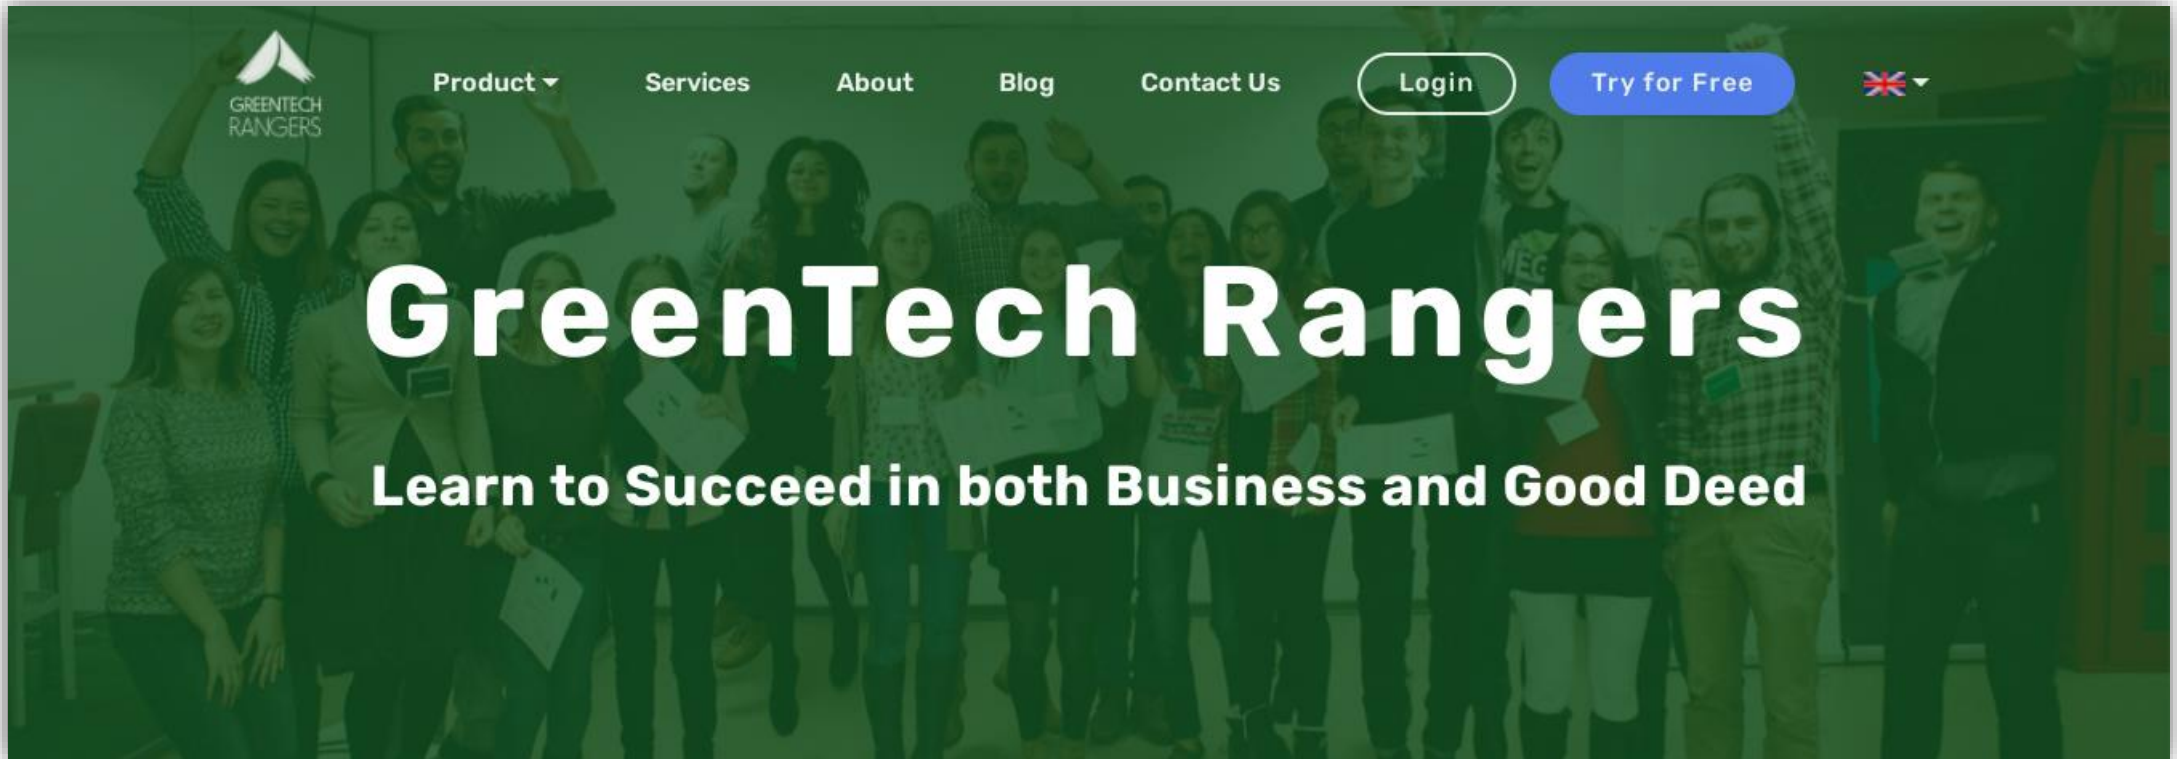 GREENTECH
RANGERS
Product
Services
About
Blog
Contact Us
Login
Try for Free
GreenTech Rangers
Learn to Succeed in both Business and Good Deed